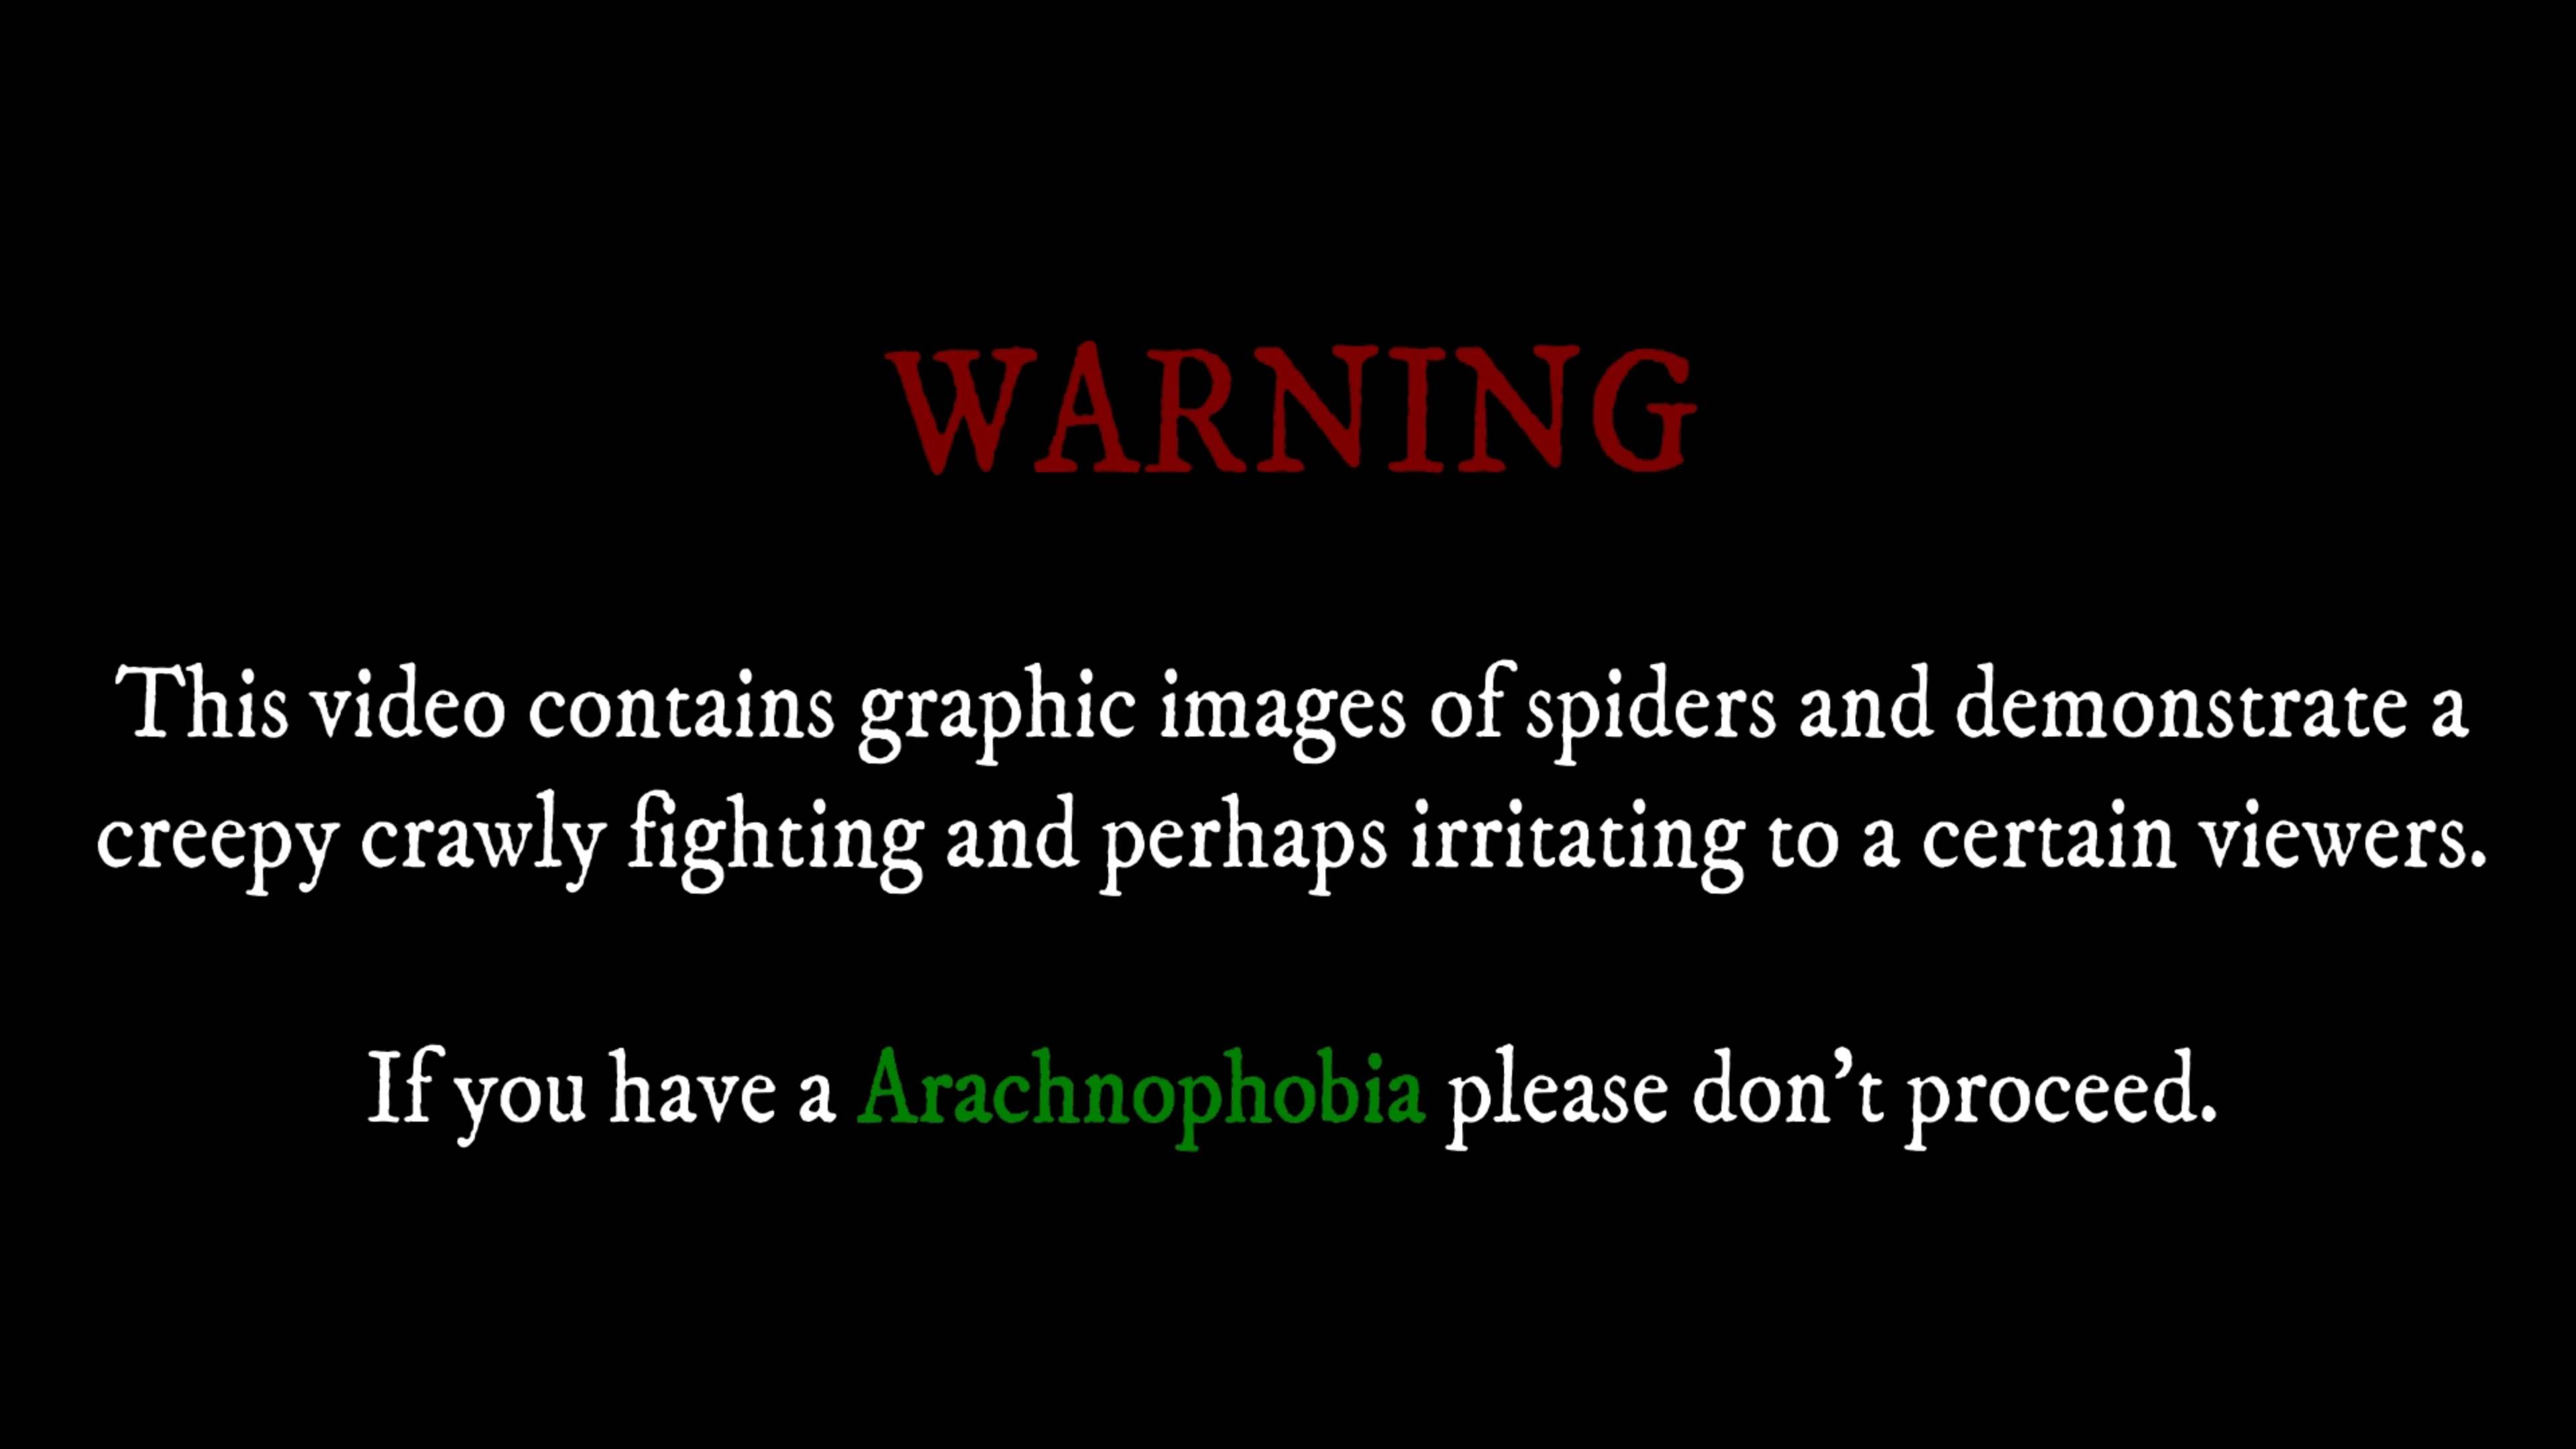 WARNING
This video contains graphic images of spiders and demonstrate a
creepy crawly fighting and perhaps irritating to a certain viewers.
If you have a Arachnophobia please don't proceed.